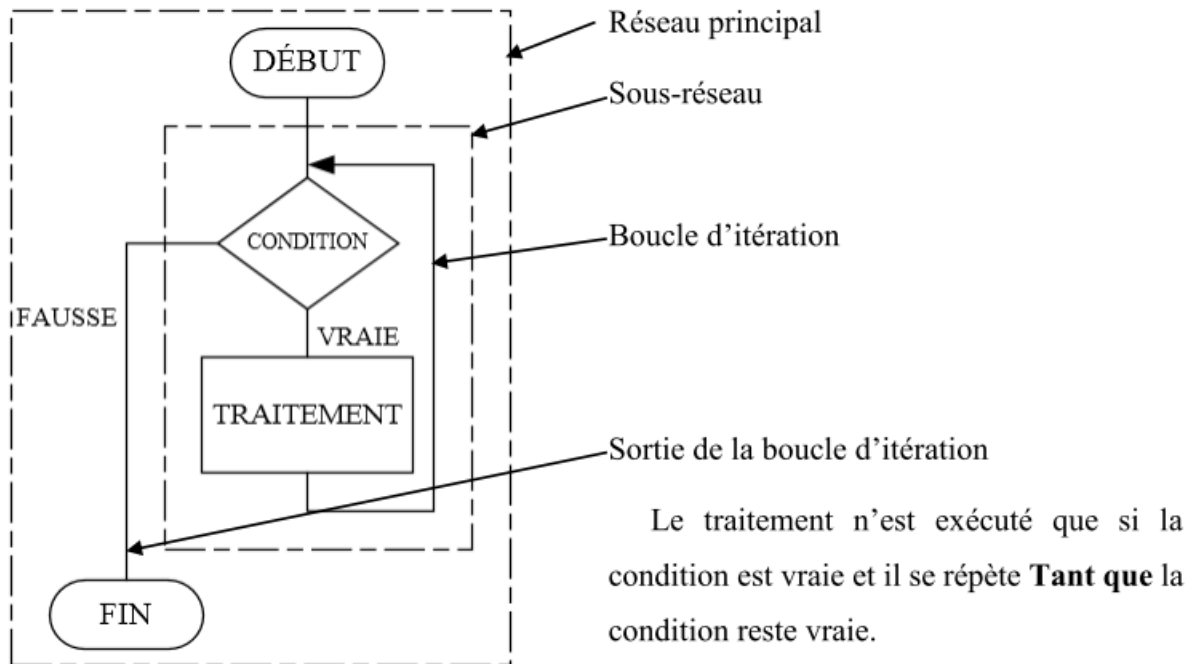 Réseau principal
DÉBUT
Sous-réseau
CONDITION
Boucle d’itération
FAUSSE
VRAIE
TRAITEMENT
Sortie de la boucle d’itération
Le traitement n’est exécuté que si la
condition est vraie et il se répète Tant que la
condition reste vraie.
FIN